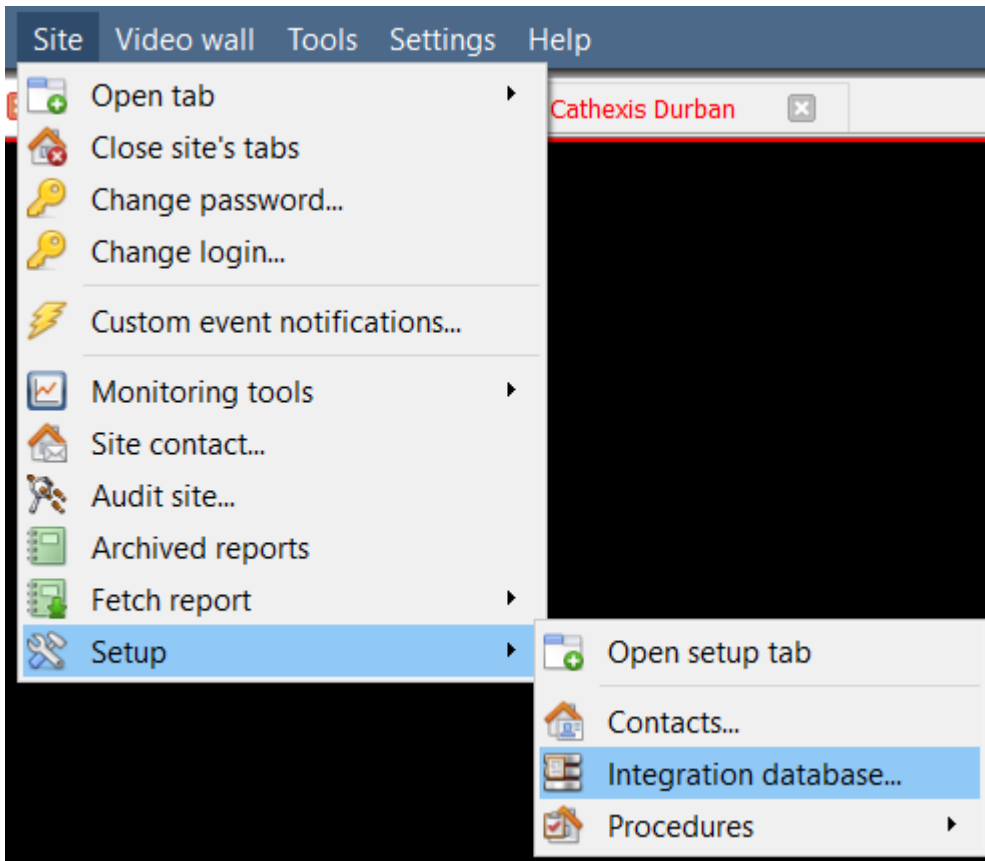 Site Video wall Tools Settings Help
Open tab
Cathexis Durban
Close site's tabs
Change password...
Change login...
Custom event notifications...
Monitoring tools
Site contact...
Audit site...
Archived reports
Fetch report
Setup
Open setup tab
Contacts...
Integration database...
Procedures